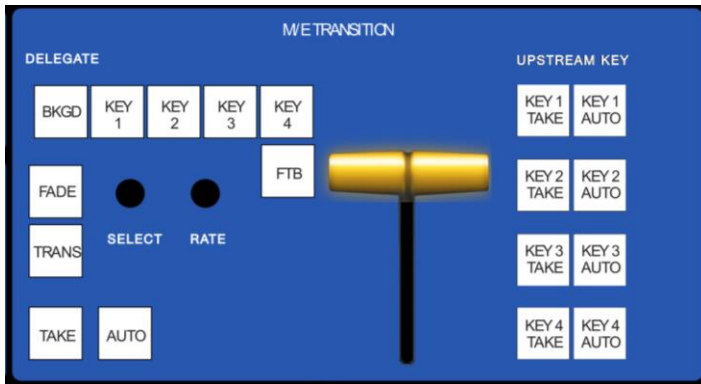 M/E TRANSITION
DELEGATE
UPSTREAM KEY
BKGD
KEY
1
KEY
2
KEY
3
KEY
4
FTB
FADE
SELECT
RATE
TRANS
TAKE
AUTO
KEY 1
TAKE
KEY 1
AUTO
KEY 2
TAKE
KEY 2
AUTO
KEY 3
TAKE
KEY 3
AUTO
KEY 4
TAKE
KEY 4
AUTO